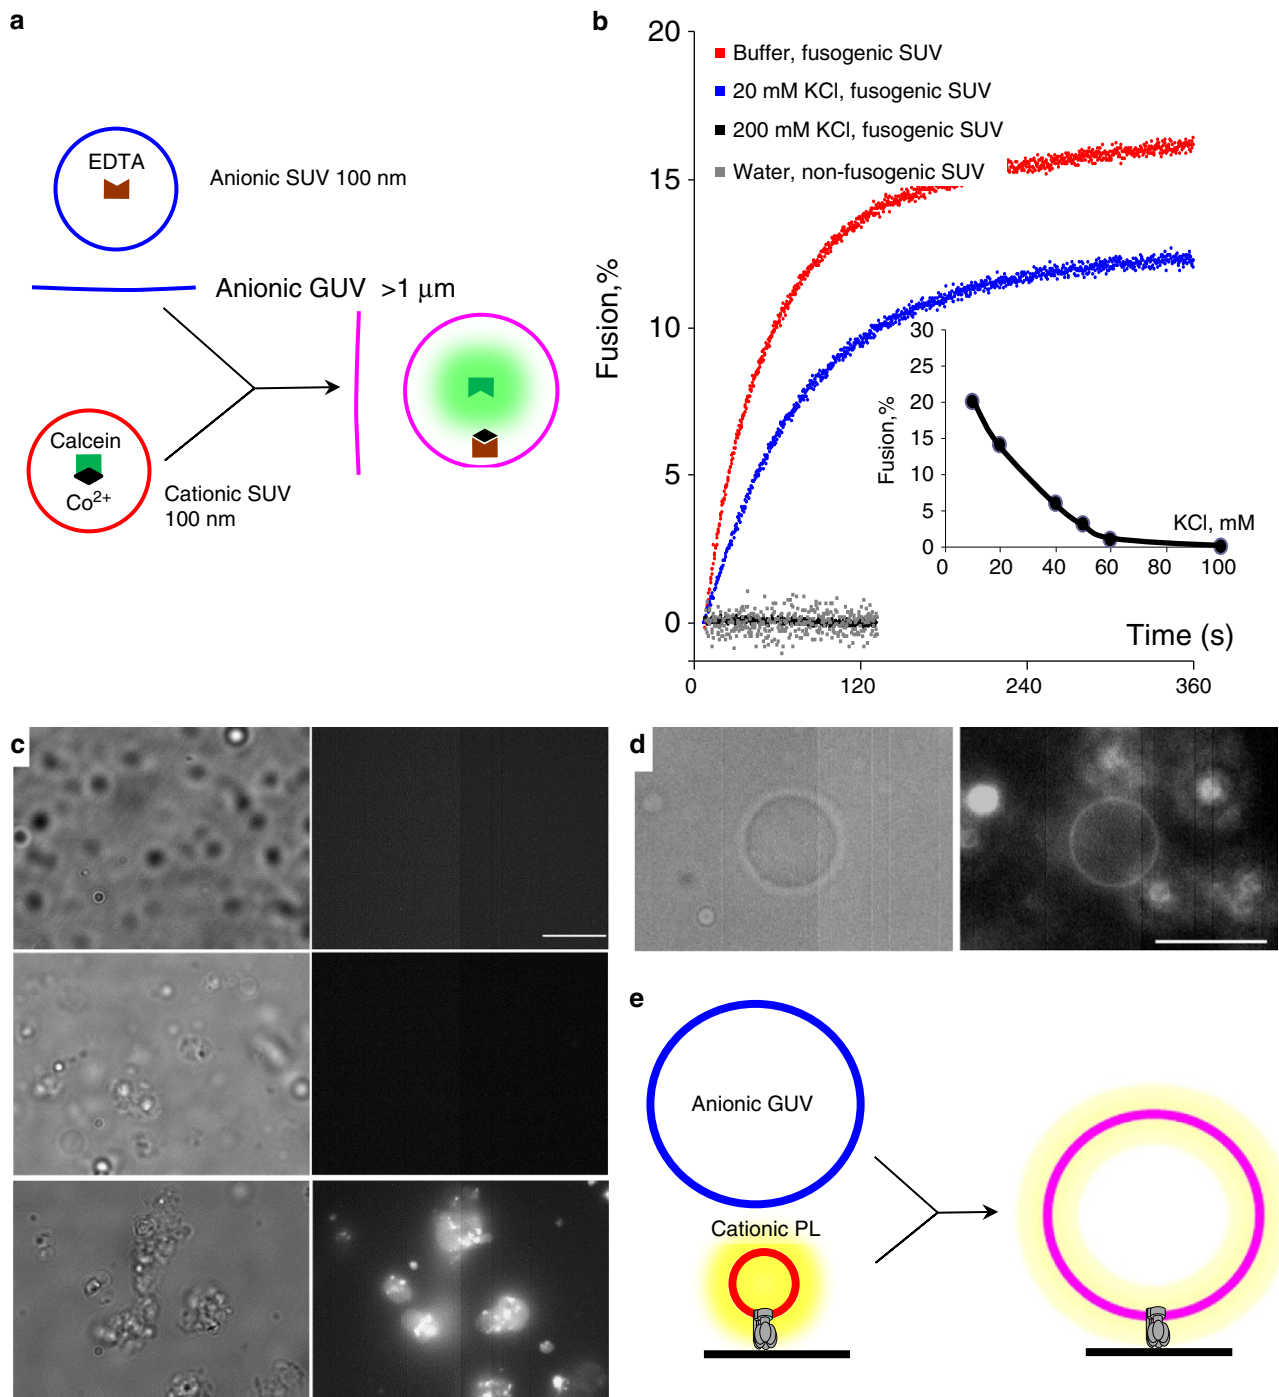 a
EDTA
Anionic SUV 100 nm
Anionic GUV >1 μm
Calcein
Co²⁺
Cationic SUV
100 nm
b
20
15
10
5
0
Fusion,%
Buffer, fusogenic SUV
20 mM KCl, fusogenic SUV
200 mM KCl, fusogenic SUV
Water, non-fusogenic SUV
30
25
20
15
10
5
0
Fusion,%
KCl, mM
0 20 40 60 80 100
Time (s)
0 120 240 360
c
d
e
Anionic GUV
Cationic PL